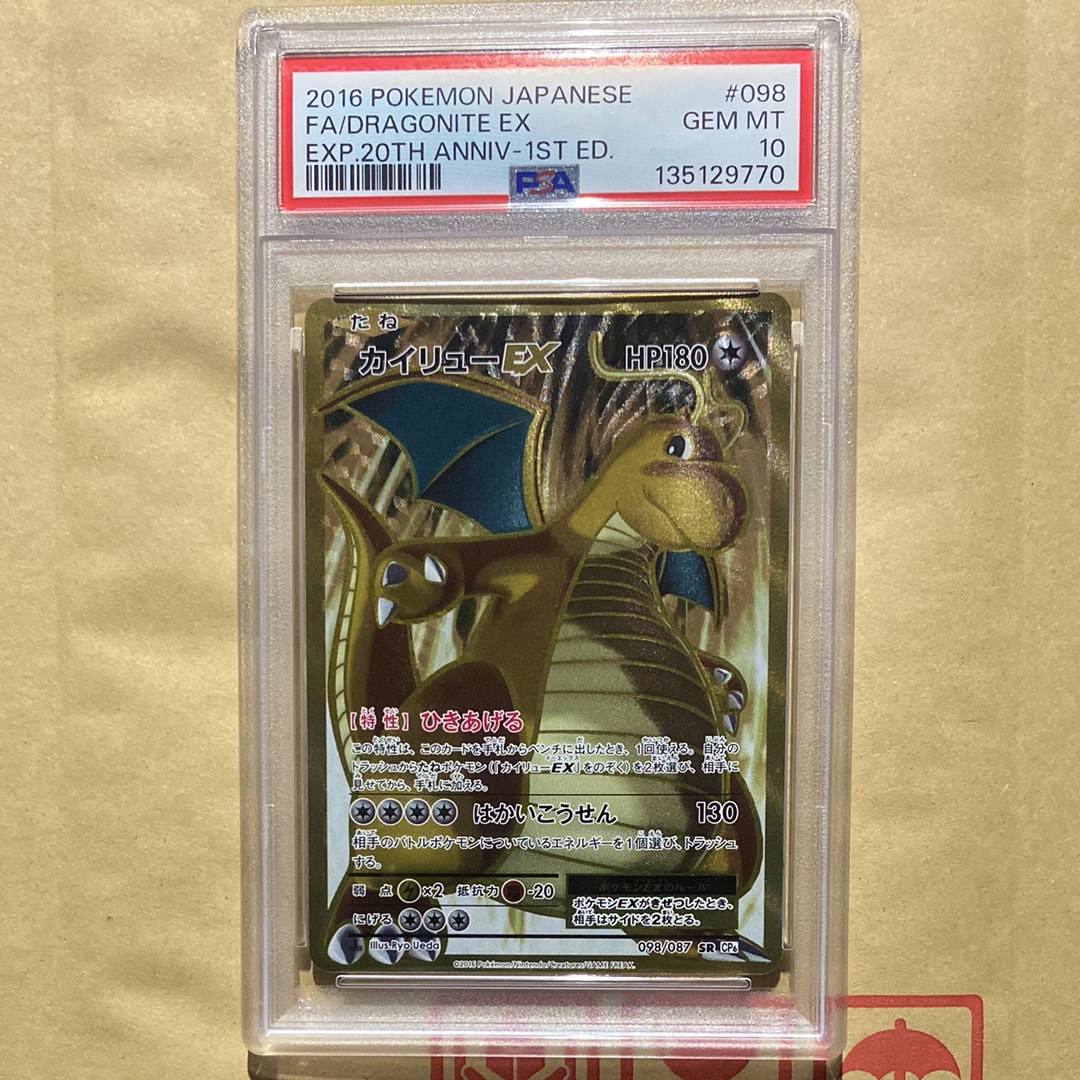 2016 POKEMON JAPANESE #098
FA/DRAGONITE EX GEM MT
EXP.20TH ANNIV-1ST ED. 10
PSA 135129770
たね
カイリューEX HP180
[特性] ひきあげる
この特性は、このカードを手札からベンチに出したとき、1回使える。自分の
トラッシュからたねポケモン(「カイリューEX」をのぞく)を2枚選び、相手に
見せてから、手札に加える。
はかいこうせん 130
相手のバトルポケモンについているエネルギーを1個選び、トラッシュ
する。
弱点 ×2 抵抗力 -20
ポケモンEXのルール
ポケモンEXがきぜつしたとき、
相手はサイドを2枚とる。
にげる
Illus.Ryo Ueda 098/087 SR CP6
©2016 Pokémon/Nintendo/Creatures/GAME FREAK.